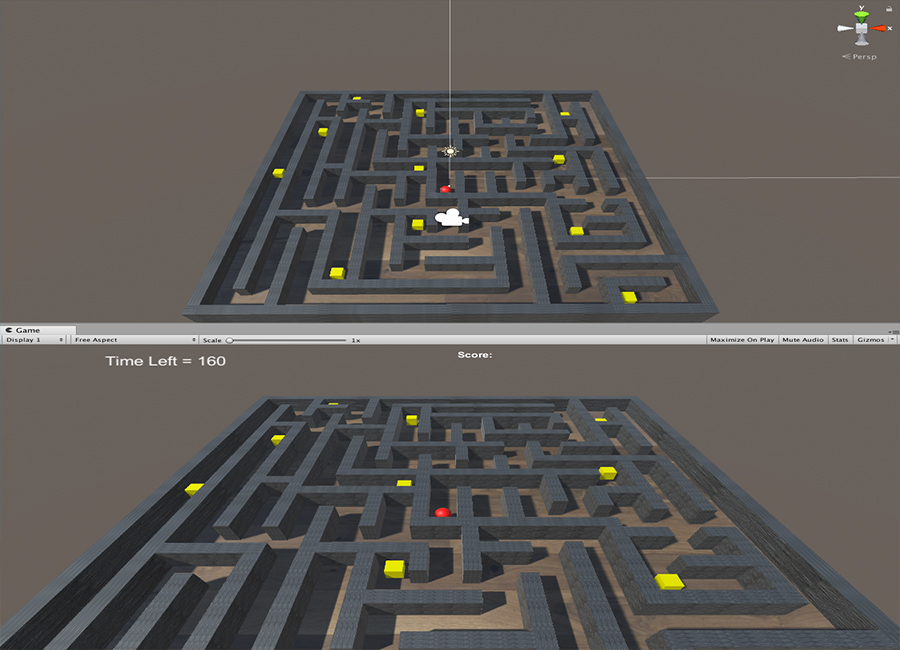 y
x
Persp
Game
Display 1 Free Aspect Scale 1x Maximize On Play Mute Audio Stats Gizmos
Time Left = 160 Score: